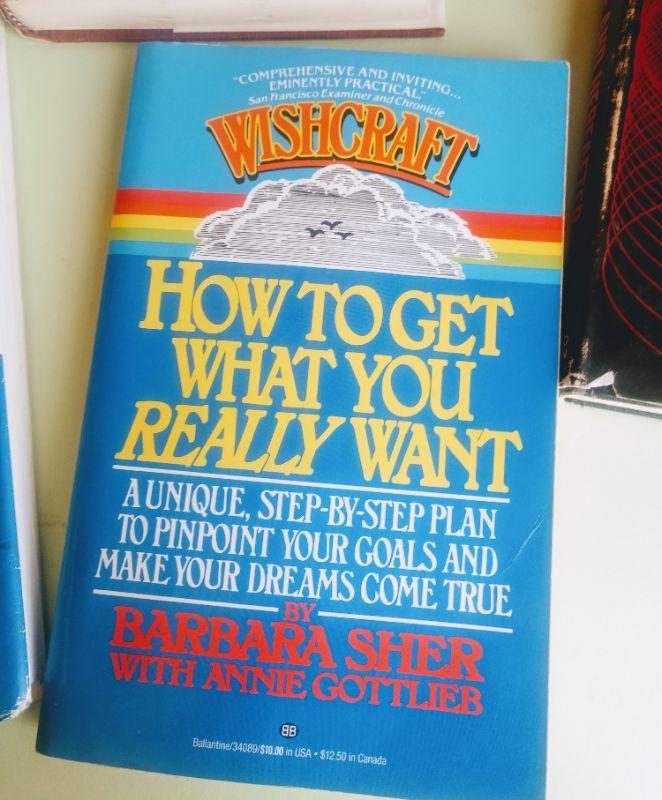 "COMPREHENSIVE AND INVITING...
EMINENTLY PRACTICAL."
San Francisco Examiner and Chronicle
WISHCRAFT
HOW TO GET
WHAT YOU
REALLY WANT
A UNIQUE, STEP-BY-STEP PLAN
TO PINPOINT YOUR GOALS AND
MAKE YOUR DREAMS COME TRUE
BY
BARBARA SHER
WITH ANNIE GOTTLIEB
BB
Ballantine/34089/$10.00 in USA • $12.50 in Canada